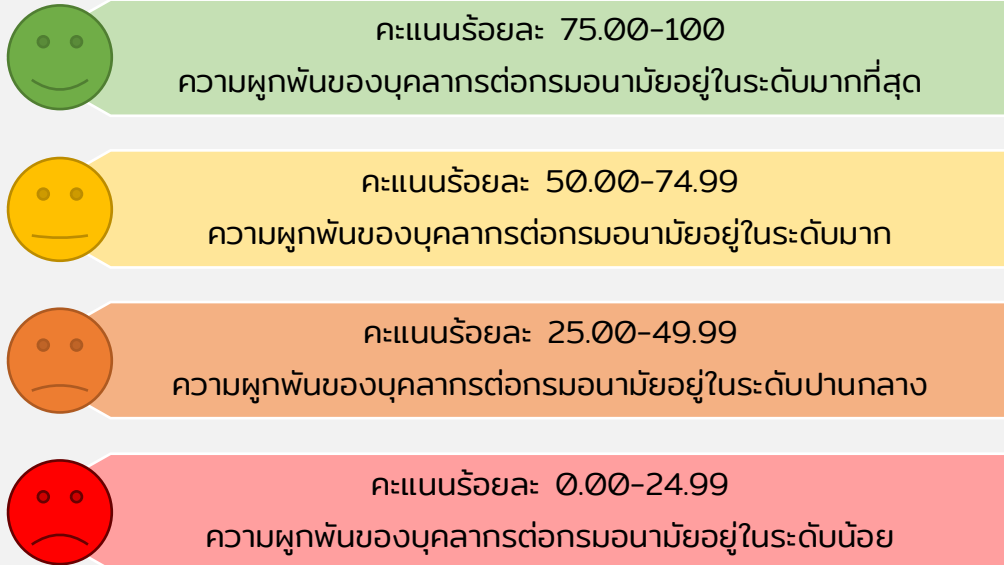 คะแนนร้อยละ 75.00-100
ความผูกพันของบุคลากรต่อกรมอนามัยอยู่ในระดับมากที่สุด
คะแนนร้อยละ 50.00-74.99
ความผูกพันของบุคลากรต่อกรมอนามัยอยู่ในระดับมาก
คะแนนร้อยละ 25.00-49.99
ความผูกพันของบุคลากรต่อกรมอนามัยอยู่ในระดับปานกลาง
คะแนนร้อยละ 0.00-24.99
ความผูกพันของบุคลากรต่อกรมอนามัยอยู่ในระดับน้อย